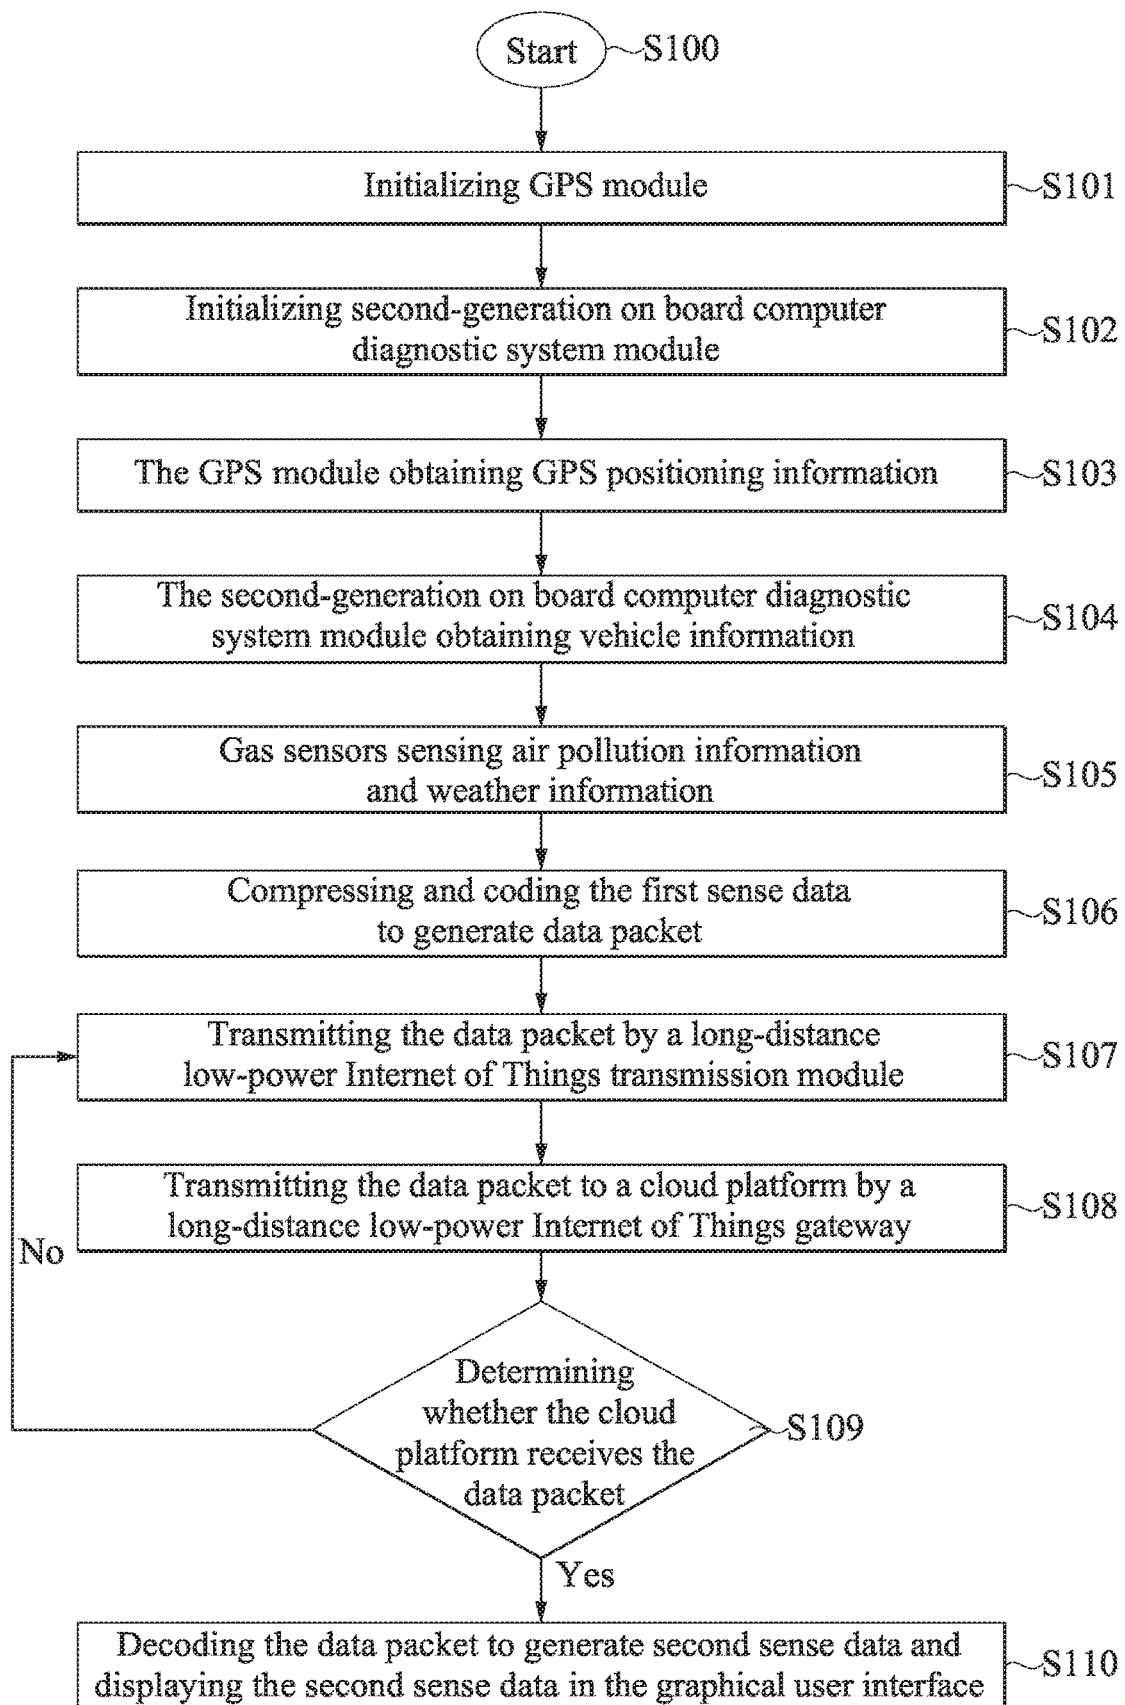 Start
S100
Initializing GPS module
S101
Initializing second-generation on board computer
diagnostic system module
S102
The GPS module obtaining GPS positioning information
S103
The second-generation on board computer diagnostic
system module obtaining vehicle information
S104
Gas sensors sensing air pollution information
and weather information
S105
Compressing and coding the first sense data
to generate data packet
S106
Transmitting the data packet by a long-distance
low-power Internet of Things transmission module
S107
Transmitting the data packet to a cloud platform by a
long-distance low-power Internet of Things gateway
S108
No
Determining
whether the cloud
platform receives the
data packet
S109
Yes
Decoding the data packet to generate second sense data and
displaying the second sense data in the graphical user interface
S110